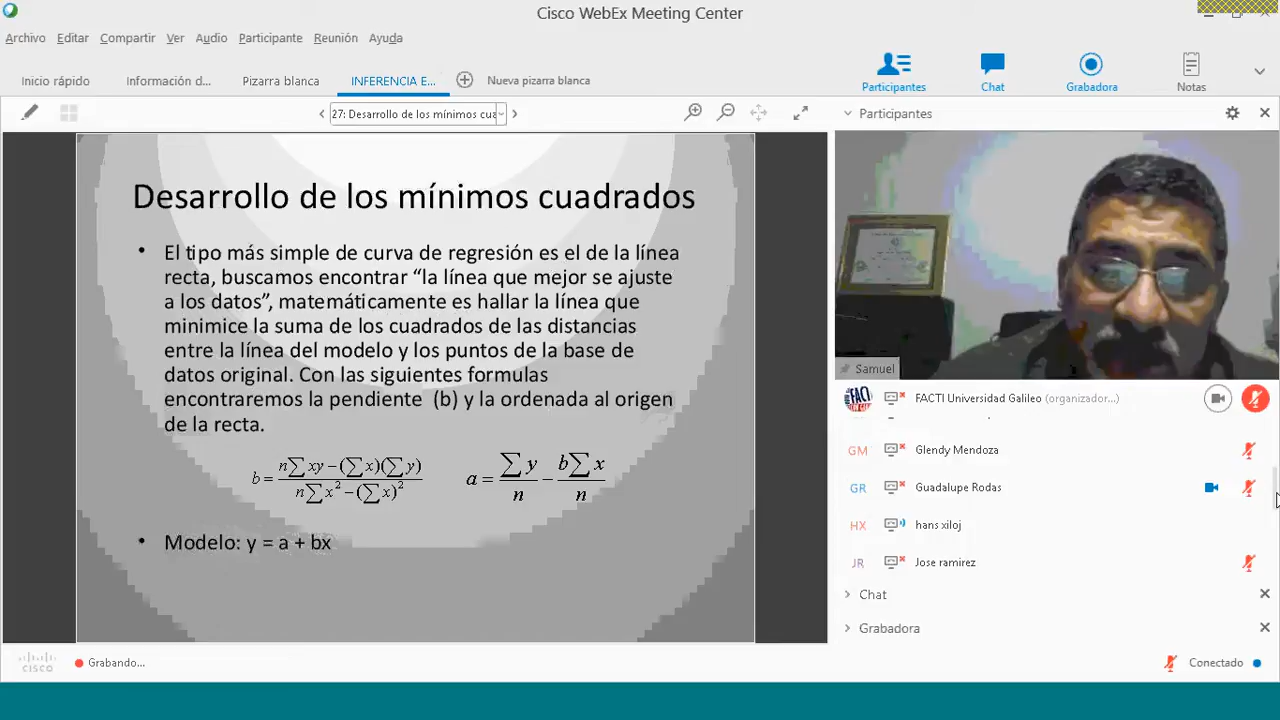 Cisco WebEx Meeting Center
Archivo Editar Compartir Ver Audio Participante Reunión Ayuda
Inicio rápido Información d... Pizarra blanca INFERENCIA E... Nueva pizarra blanca
Participantes Chat Grabadora Notas
27: Desarrollo de los mínimos cua
Participantes
Desarrollo de los mínimos cuadrados
• El tipo más simple de curva de regresión es el de la línea
recta, buscamos encontrar “la línea que mejor se ajuste
a los datos”, matemáticamente es hallar la línea que
minimice la suma de los cuadrados de las distancias
entre la línea del modelo y los puntos de la base de
datos original. Con las siguientes formulas
encontraremos la pendiente (b) y la ordenada al origen
de la recta.
b = (n∑xy − (∑x)(∑y)) / (n∑x² − (∑x)²) a = ∑y/n − b∑x/n
• Modelo: y = a + bx
Samuel
FACTI Universidad Galileo (organizador...)
GM Glendy Mendoza
GR Guadalupe Rodas
HX hans xiloj
JR Jose ramirez
Chat
Grabadora
cisco Grabando... Conectado